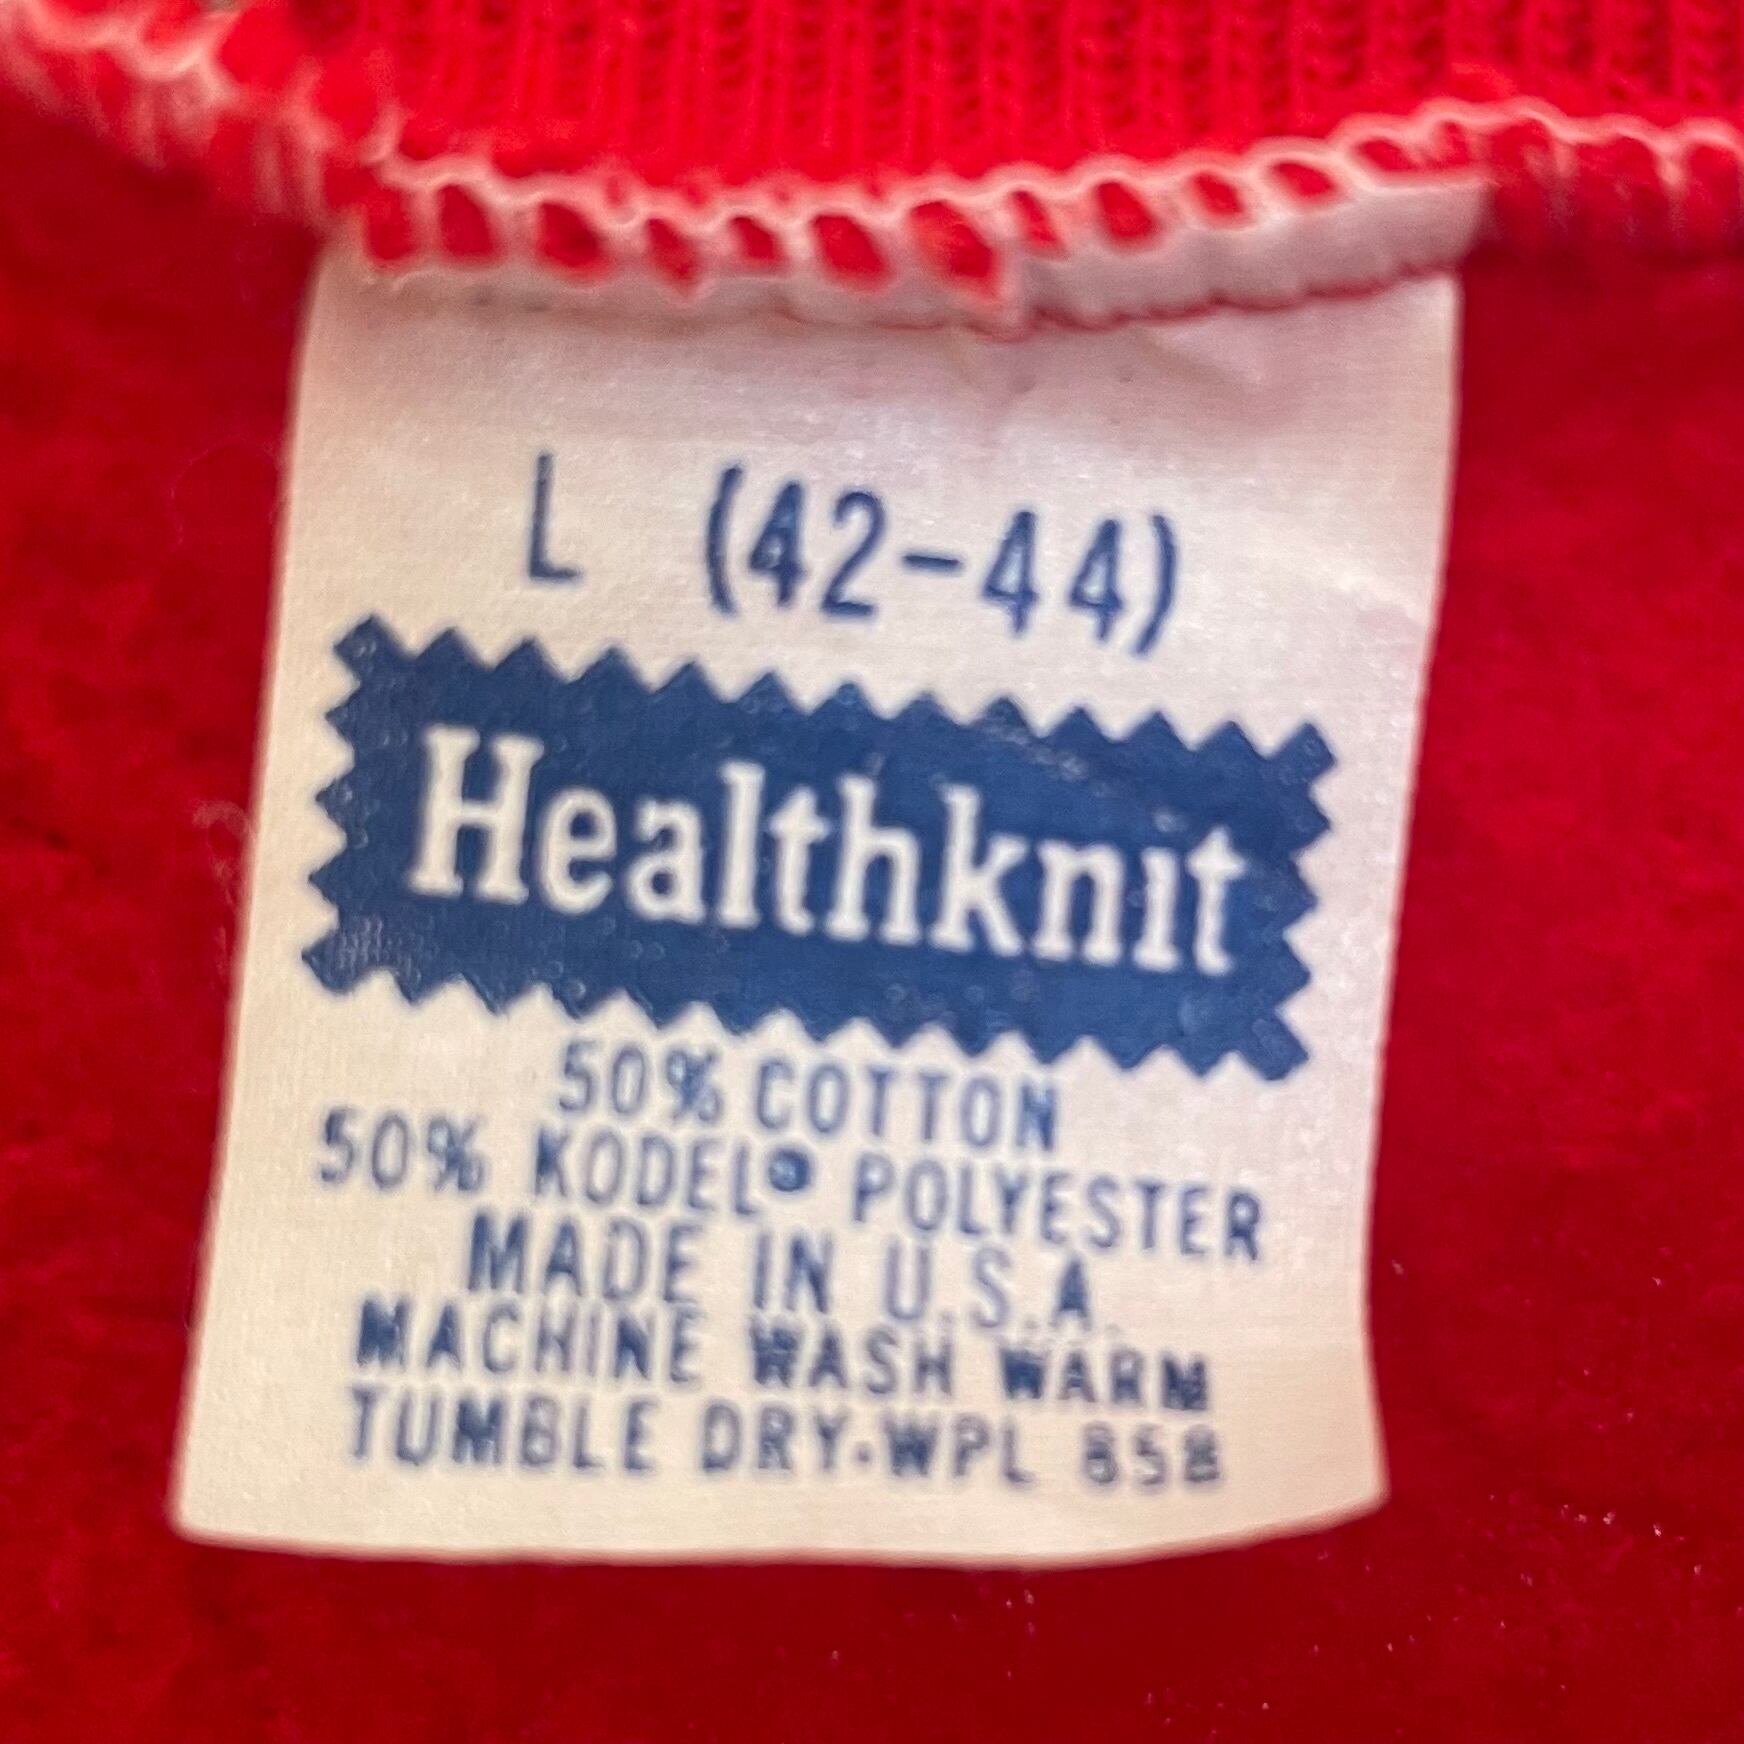 L (42-44)
Healthknit
50% COTTON
50% KODEL® POLYESTER
MADE IN U.S.A.
MACHINE WASH WARM
TUMBLE DRY·WPL 858